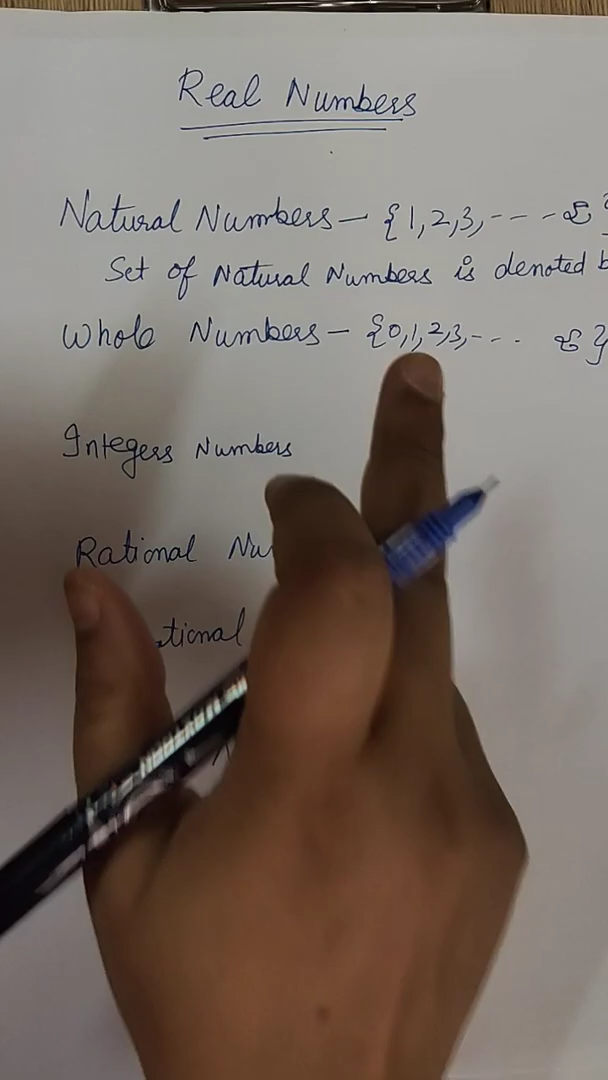 Real Numbers
Natural Numbers – {1,2,3,----
Set of Natural Numbers is denoted b
Whole Numbers – {0,1,2,3,-... }
Integers Numbers
Rational Nu
tional